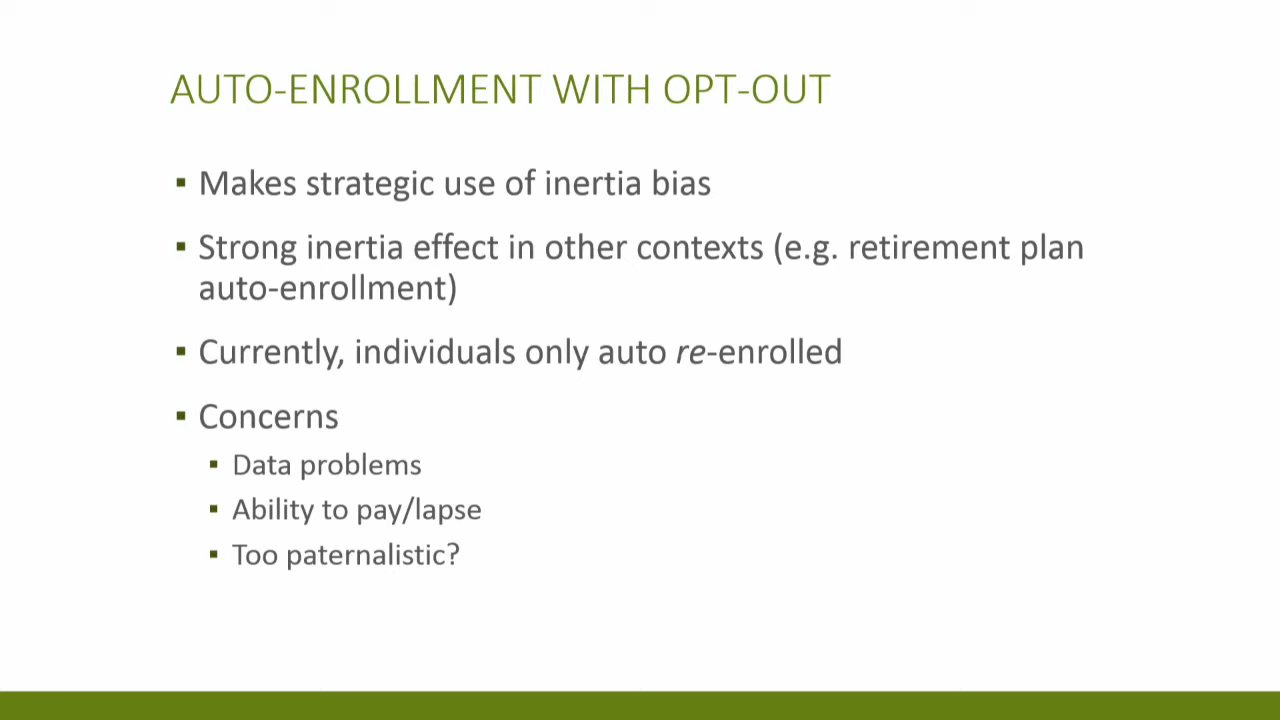 AUTO-ENROLLMENT WITH OPT-OUT
▪ Makes strategic use of inertia bias
▪ Strong inertia effect in other contexts (e.g. retirement plan
auto-enrollment)
▪ Currently, individuals only auto re-enrolled
▪ Concerns
▪ Data problems
▪ Ability to pay/lapse
▪ Too paternalistic?